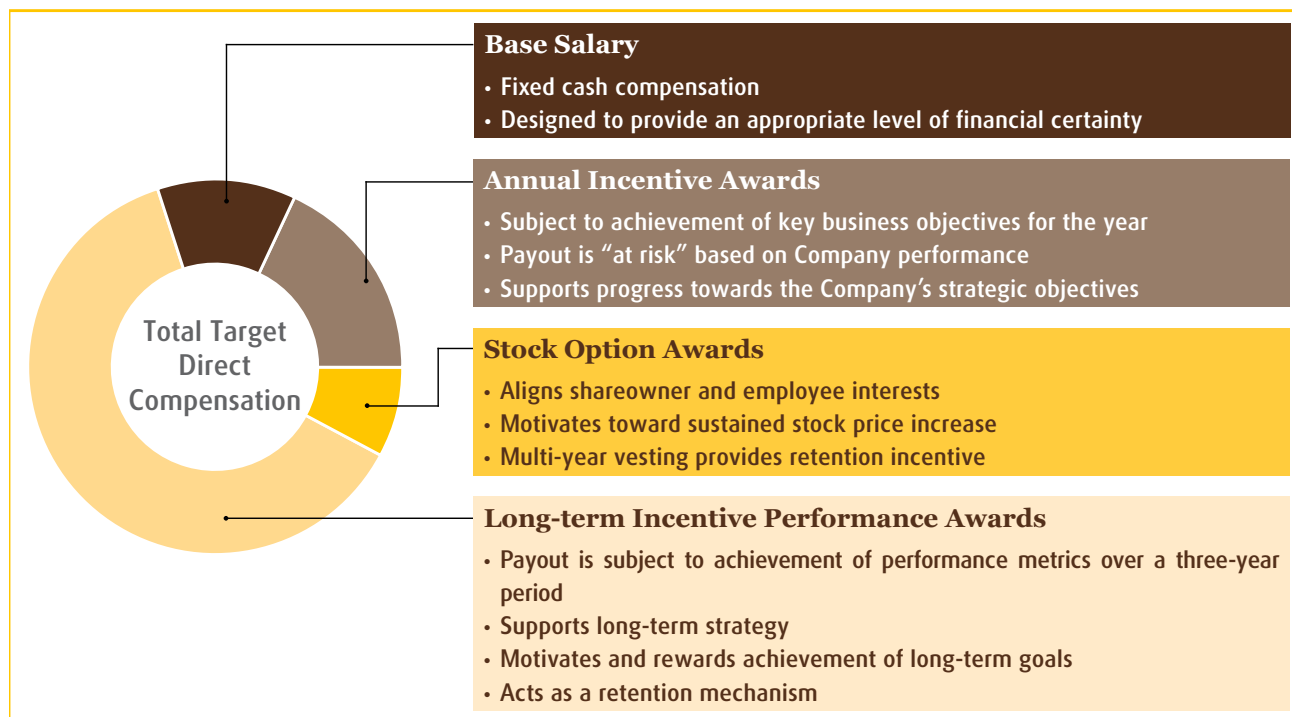 Base Salary
• Fixed cash compensation
• Designed to provide an appropriate level of financial certainty
Annual Incentive Awards
• Subject to achievement of key business objectives for the year
• Payout is “at risk” based on Company performance
• Supports progress towards the Company’s strategic objectives
Total Target
Direct
Compensation
Stock Option Awards
• Aligns shareowner and employee interests
• Motivates toward sustained stock price increase
• Multi-year vesting provides retention incentive
Long-term Incentive Performance Awards
• Payout is subject to achievement of performance metrics over a three-year
period
• Supports long-term strategy
• Motivates and rewards achievement of long-term goals
• Acts as a retention mechanism